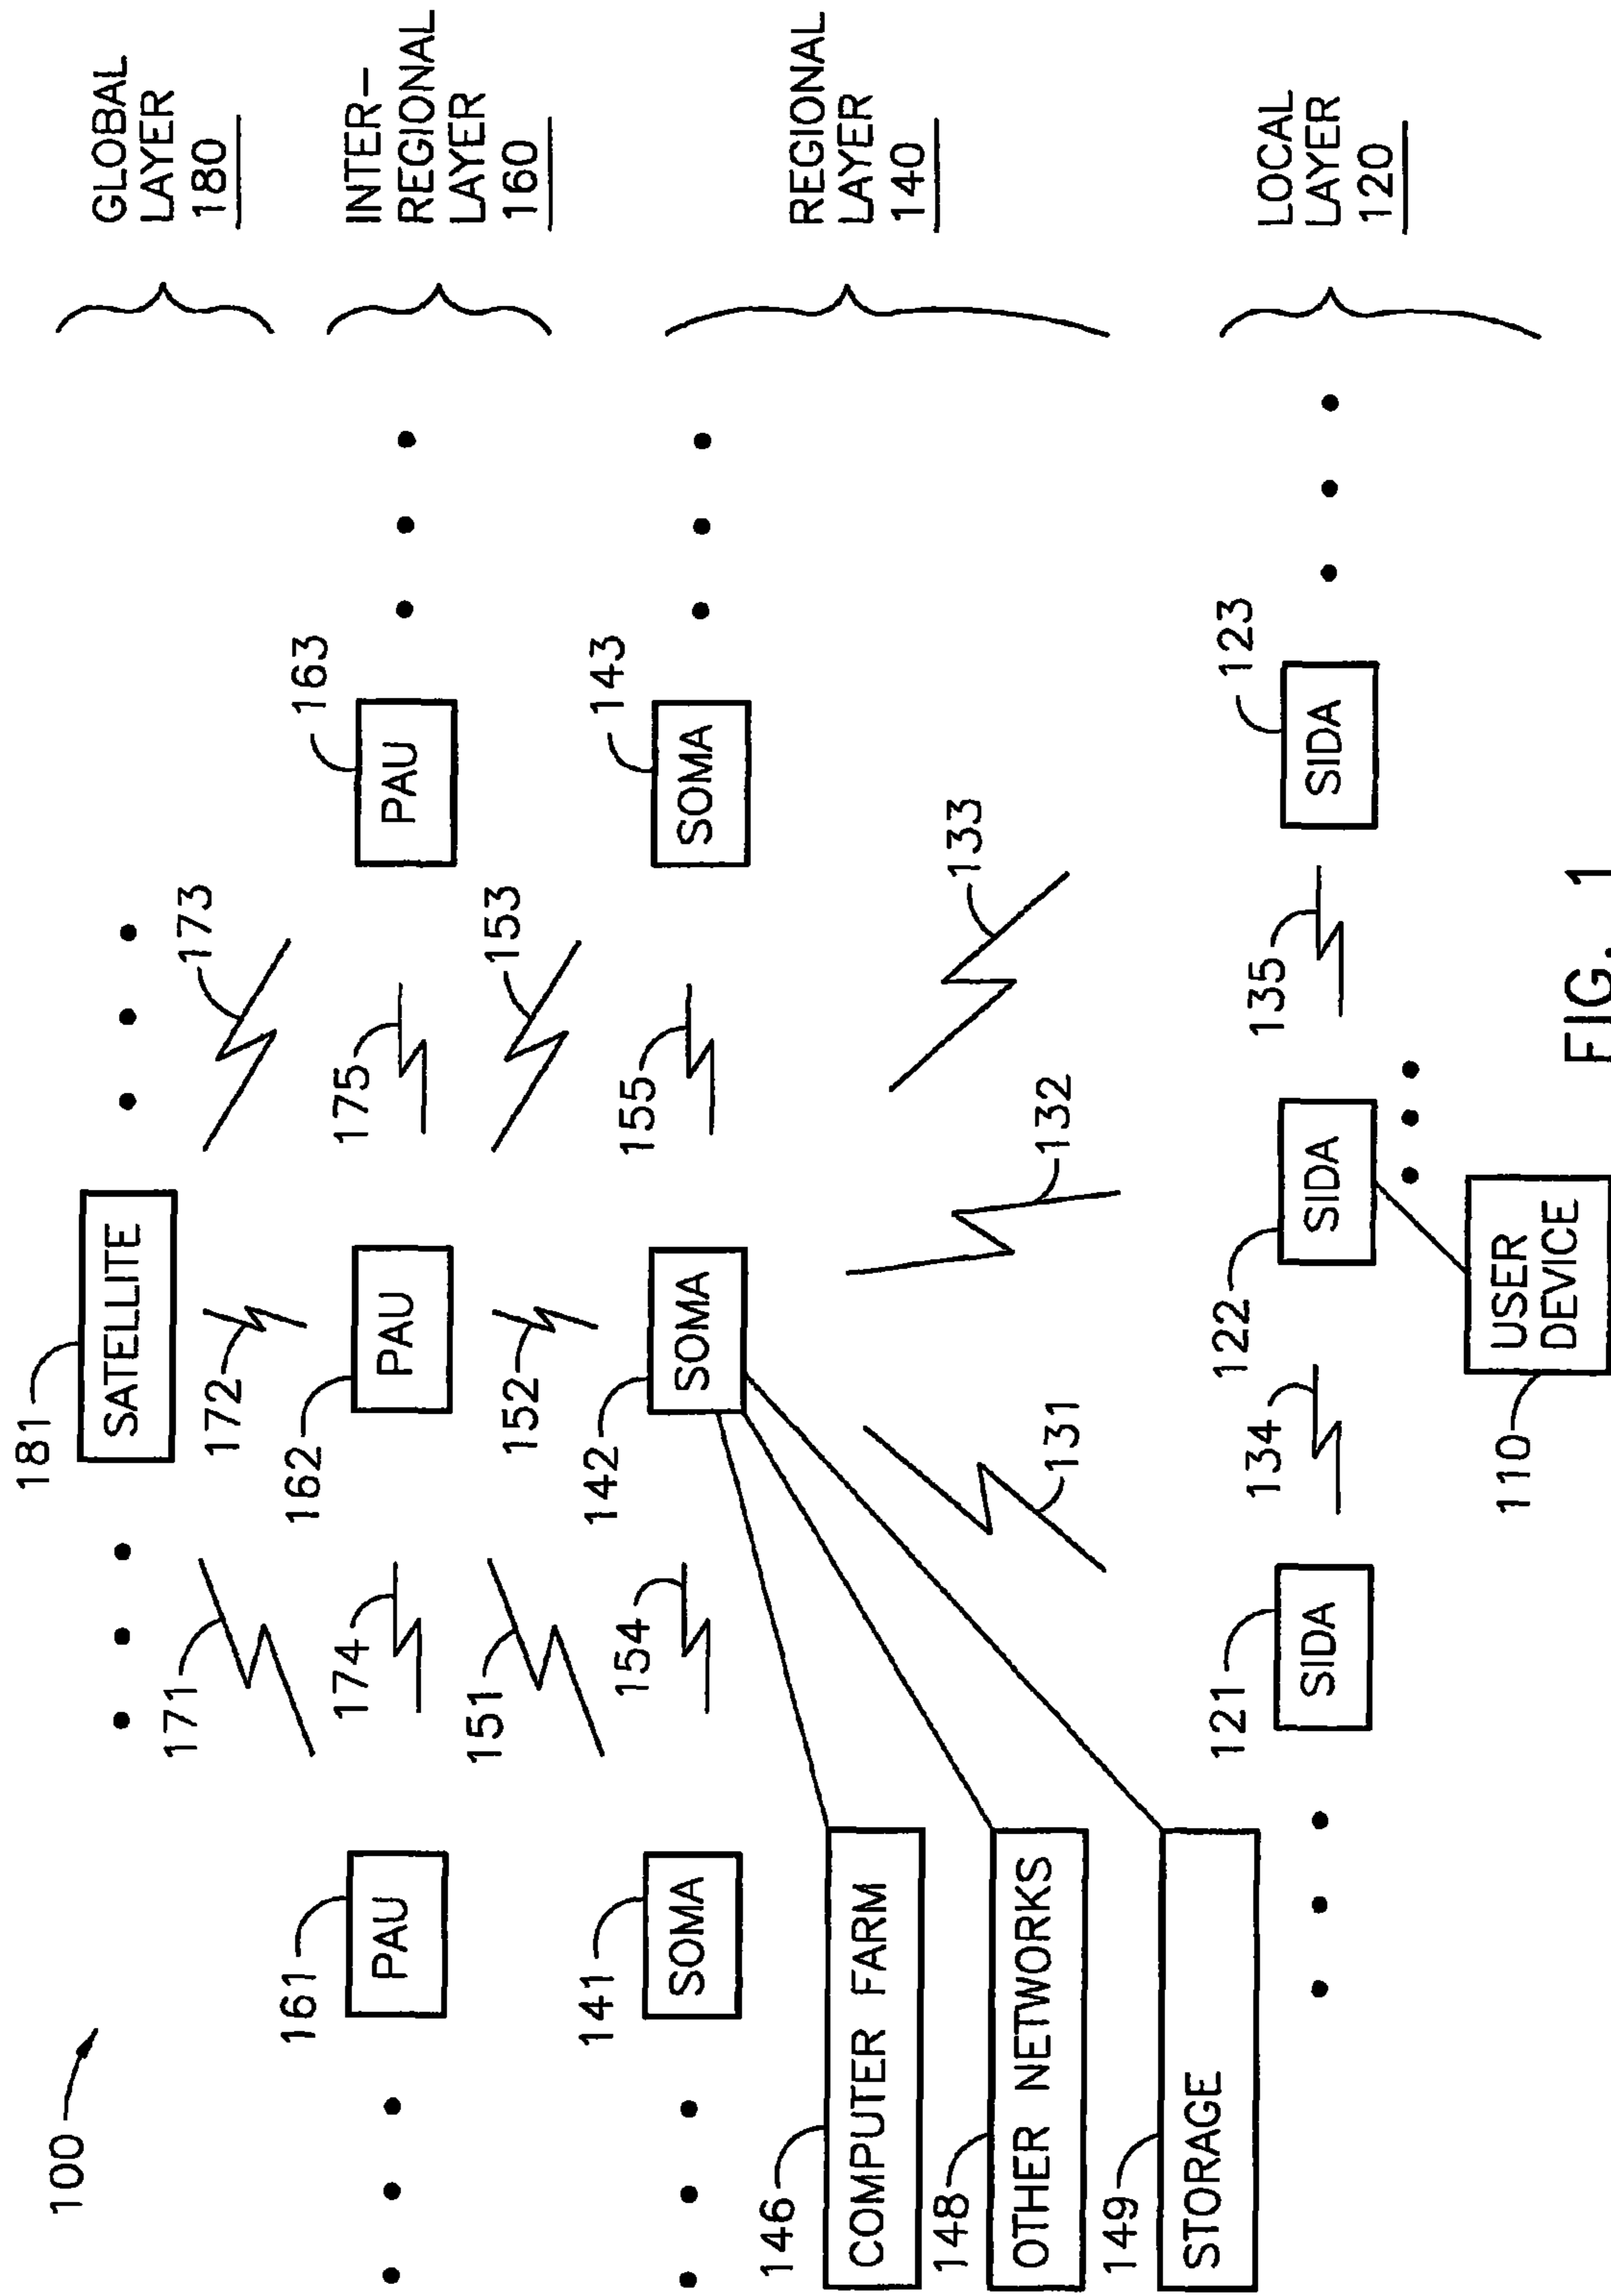 100
181
SATELLITE
GLOBAL
LAYER
180
171
172
173
161
PAU
174
162
PAU
175
163
PAU
INTER-
REGIONAL
LAYER
160
151
152
153
141
SOMA
154
142
SOMA
155
143
SOMA
REGIONAL
LAYER
140
146
COMPUTER FARM
148
OTHER NETWORKS
149
STORAGE
131
132
133
121
SIDA
134
122
SIDA
135
123
SIDA
LOCAL
LAYER
120
110
USER
DEVICE
FIG. 1